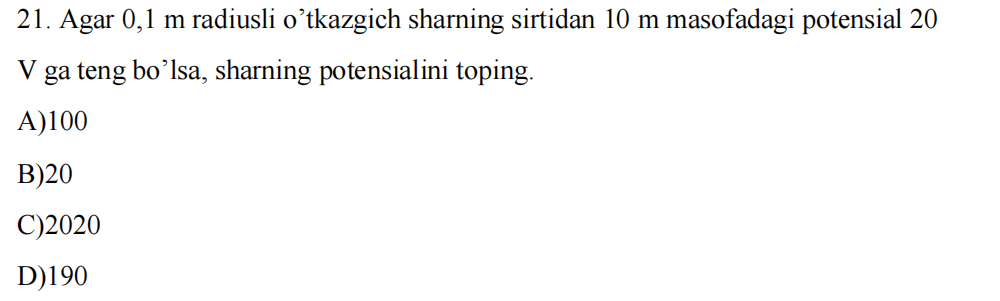 21. Agar 0,1 m radiusli o’tkazgich sharning sirtidan 10 m masofadagi potensial 20
V ga teng bo’lsa, sharning potensialini toping.
A)100
B)20
C)2020
D)190